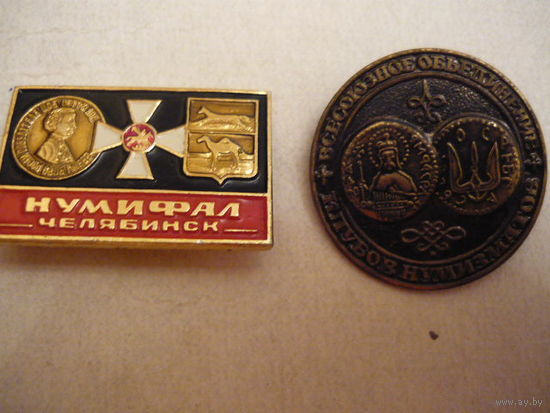 НУМИФАЛ
ЧЕЛЯБИНСК
ВСЕСОЮЗНОЕ ОБЪЕДИНЕНИЕ
КЛУБОВ НУМИЗМАТОВ
www.ay.by